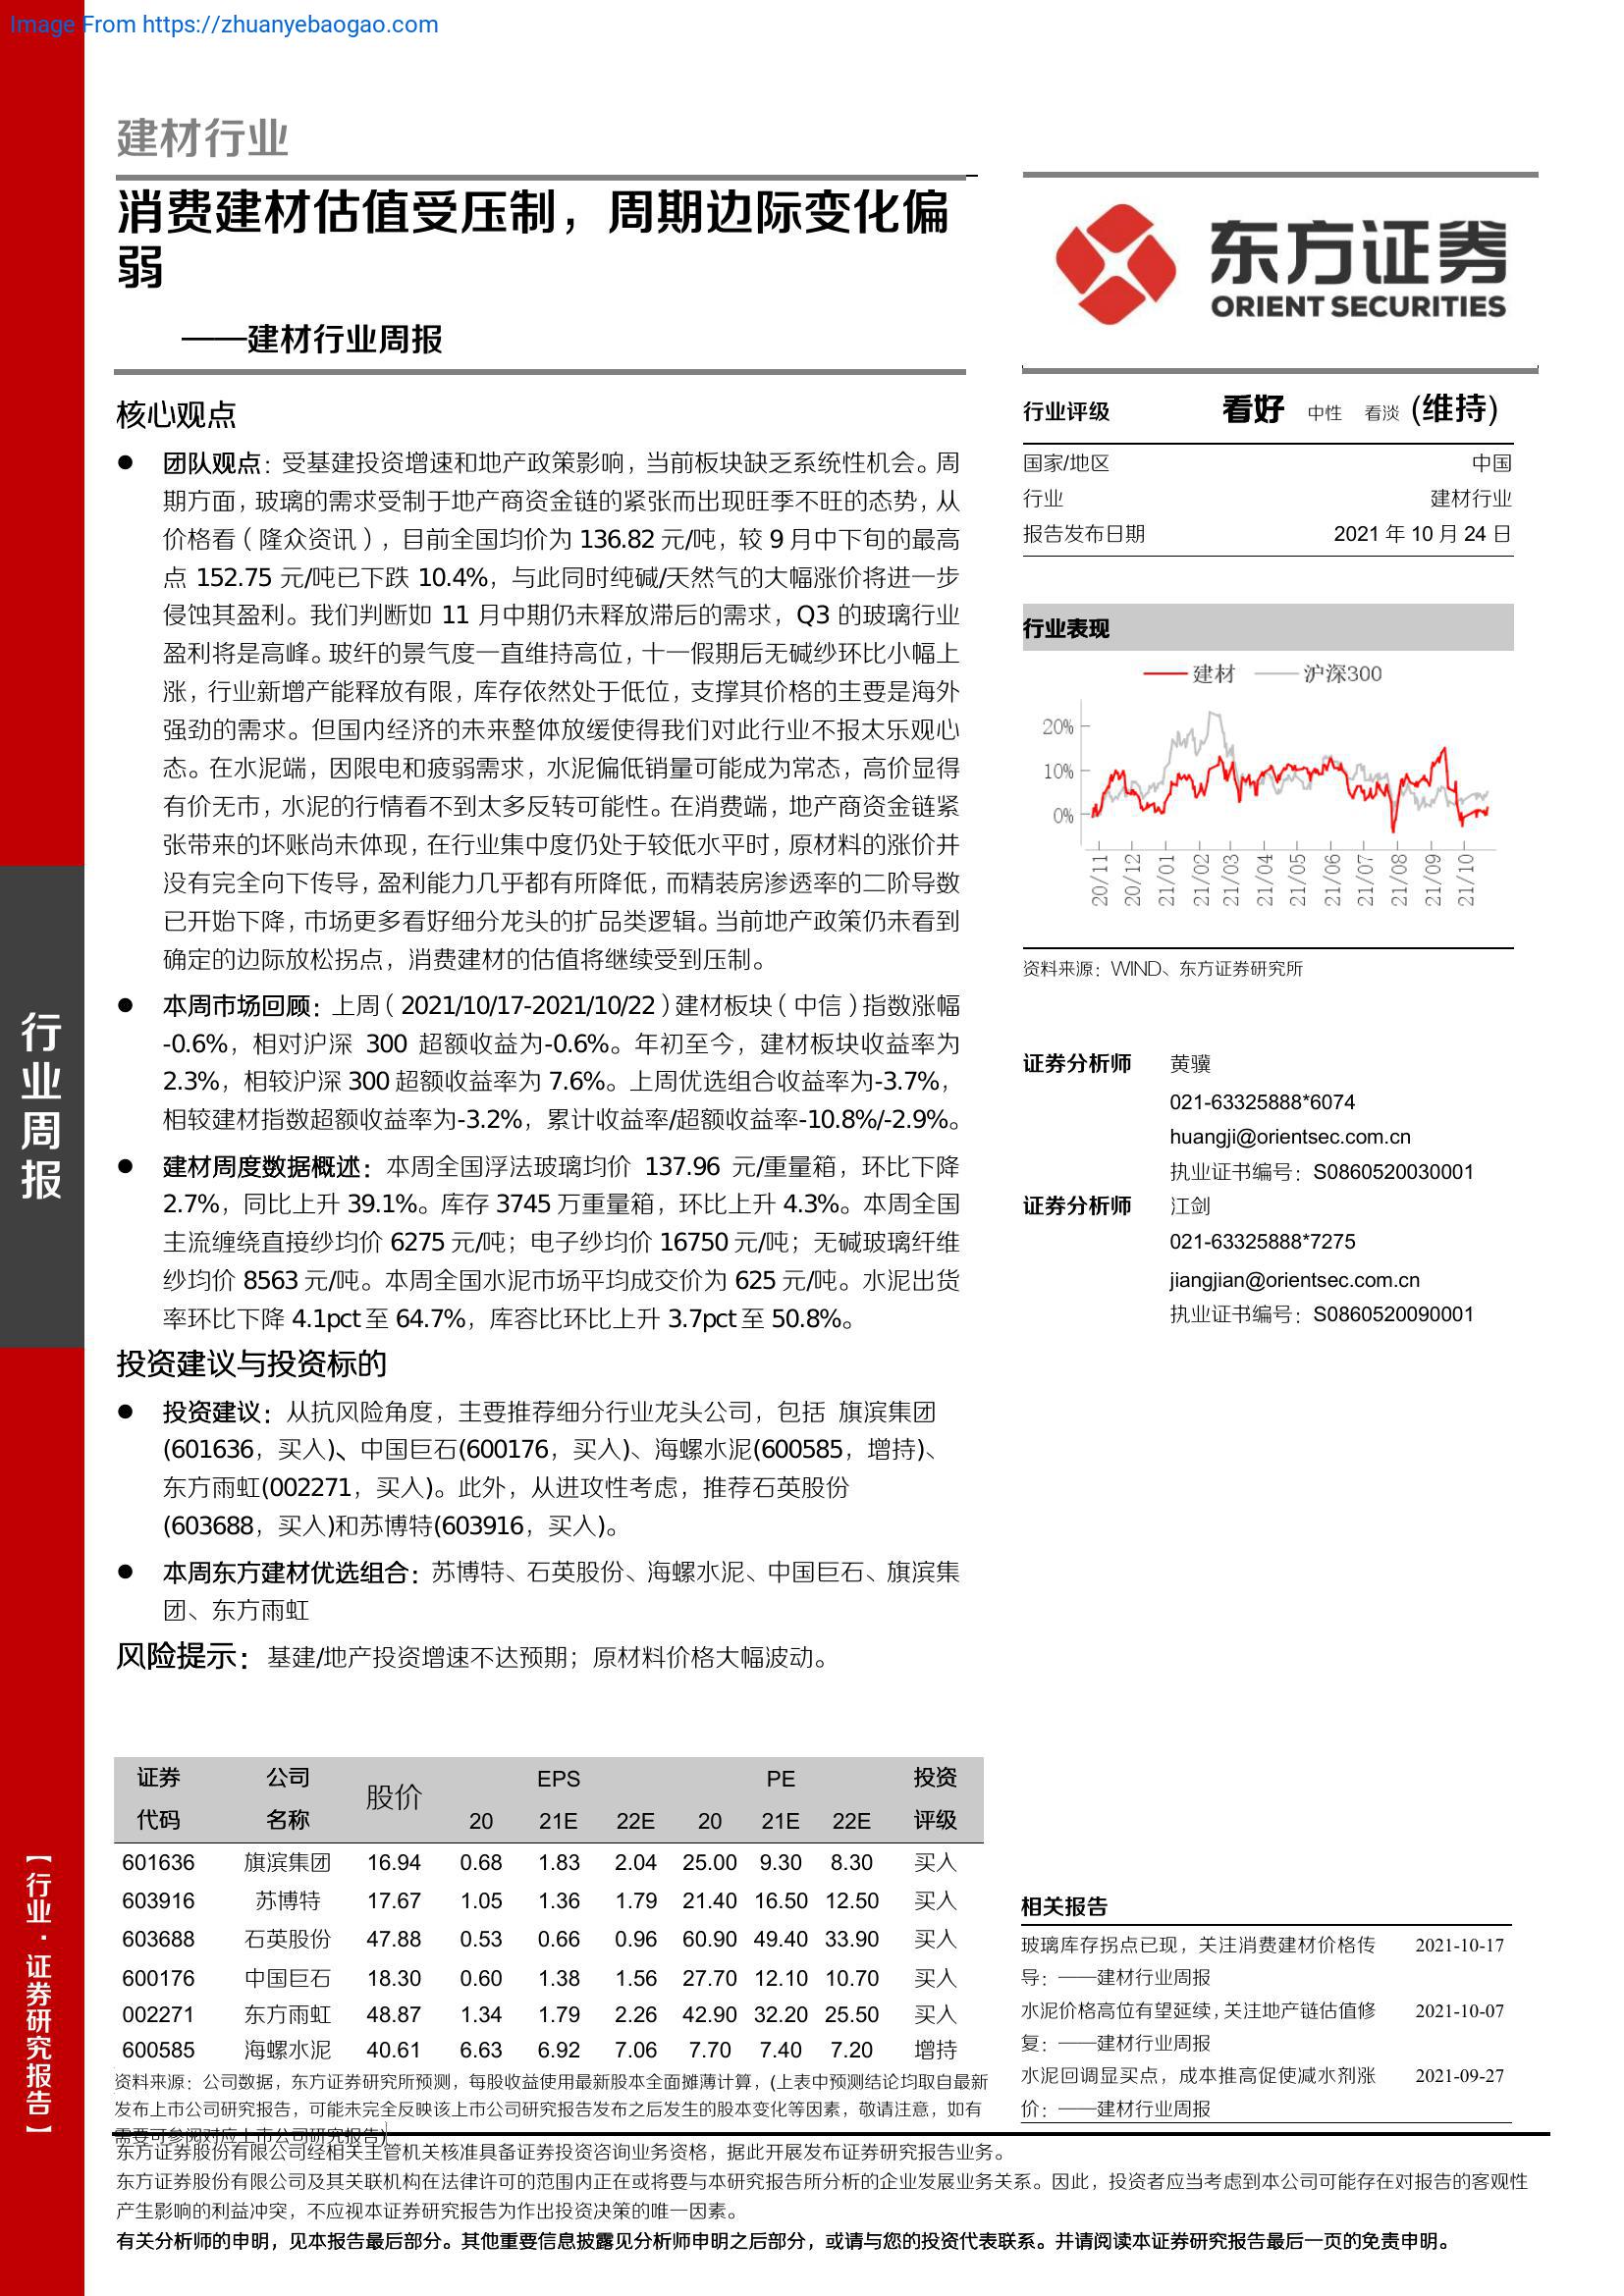 Image From https://zhuanyebaogao.com
建材行业
消费建材估值受压制，周期边际变化偏
弱
——建材行业周报
东方证券
ORIENT SECURITIES
核心观点
● 团队观点：受基建投资增速和地产政策影响，当前板块缺乏系统性机会。周
期方面，玻璃的需求受制于地产商资金链的紧张而出现旺季不旺的态势，从
价格看（隆众资讯），目前全国均价为 136.82 元/吨，较 9 月中下旬的最高
点 152.75 元/吨已下跌 10.4%，与此同时纯碱/天然气的大幅涨价将进一步
侵蚀其盈利。我们判断如 11 月中期仍未释放滞后的需求，Q3 的玻璃行业
盈利将是高峰。玻纤的景气度一直维持高位，十一假期后无碱纱环比小幅上
涨，行业新增产能释放有限，库存依然处于低位，支撑其价格的主要是海外
强劲的需求。但国内经济的未来整体放缓使得我们对此行业不报太乐观心
态。在水泥端，因限电和疲弱需求，水泥偏低销量可能成为常态，高价显得
有价无市，水泥的行情看不到太多反转可能性。在消费端，地产商资金链紧
张带来的坏账尚未体现，在行业集中度仍处于较低水平时，原材料的涨价并
没有完全向下传导，盈利能力几乎都有所降低，而精装房渗透率的二阶导数
已开始下降，市场更多看好细分龙头的扩品类逻辑。当前地产政策仍未看到
确定的边际放松拐点，消费建材的估值将继续受到压制。
● 本周市场回顾：上周（2021/10/17-2021/10/22）建材板块（中信）指数涨幅
-0.6%，相对沪深 300 超额收益为-0.6%。年初至今，建材板块收益率为
2.3%，相较沪深 300 超额收益率为 7.6%。上周优选组合收益率为-3.7%，
相较建材指数超额收益率为-3.2%，累计收益率/超额收益率-10.8%/-2.9%。
● 建材周度数据概述：本周全国浮法玻璃均价 137.96 元/重量箱，环比下降
2.7%，同比上升 39.1%。库存 3745 万重量箱，环比上升 4.3%。本周全国
主流缠绕直接纱均价 6275 元/吨；电子纱均价 16750 元/吨；无碱玻璃纤维
纱均价 8563 元/吨。本周全国水泥市场平均成交价为 625 元/吨。水泥出货
率环比下降 4.1pct 至 64.7%，库容比环比上升 3.7pct 至 50.8%。
投资建议与投资标的
● 投资建议：从抗风险角度，主要推荐细分行业龙头公司，包括 旗滨集团
(601636，买入)、中国巨石(600176，买入)、海螺水泥(600585，增持)、
东方雨虹(002271，买入)。此外，从进攻性考虑，推荐石英股份
(603688，买入)和苏博特(603916，买入)。
● 本周东方建材优选组合：苏博特、石英股份、海螺水泥、中国巨石、旗滨集
团、东方雨虹
风险提示：基建/地产投资增速不达预期；原材料价格大幅波动。
行业评级 看好 中性 看淡 (维持)
国家/地区 中国
行业 建材行业
报告发布日期 2021 年 10 月 24 日
行业表现
建材 沪深300
20%
10%
0%
20/11 20/12 21/01 21/02 21/03 21/04 21/05 21/06 21/07 21/08 21/09 21/10
资料来源：WIND、东方证券研究所
证券分析师 黄骥
021-63325888*6074
huangji@orientsec.com.cn
执业证书编号：S0860520030001
证券分析师 江剑
021-63325888*7275
jiangjian@orientsec.com.cn
执业证书编号：S0860520090001
行业周报
【行业·证券研究报告】
证券 公司 股价 EPS PE 投资
代码 名称 20 21E 22E 20 21E 22E 评级
601636 旗滨集团 16.94 0.68 1.83 2.04 25.00 9.30 8.30 买入
603916 苏博特 17.67 1.05 1.36 1.79 21.40 16.50 12.50 买入
603688 石英股份 47.88 0.53 0.66 0.96 60.90 49.40 33.90 买入
600176 中国巨石 18.30 0.60 1.38 1.56 27.70 12.10 10.70 买入
002271 东方雨虹 48.87 1.34 1.79 2.26 42.90 32.20 25.50 买入
600585 海螺水泥 40.61 6.63 6.92 7.06 7.70 7.40 7.20 增持
资料来源：公司数据，东方证券研究所预测，每股收益使用最新股本全面摊薄计算，(上表中预测结论均取自最新
发布上市公司研究报告，可能未完全反映该上市公司研究报告发布之后发生的股本变化等因素，敬请注意，如有
需要可参阅对应上市公司研究报告)
相关报告
玻璃库存拐点已现，关注消费建材价格传 2021-10-17
导：——建材行业周报
水泥价格高位有望延续，关注地产链估值修 2021-10-07
复：——建材行业周报
水泥回调显买点，成本推高促使减水剂涨 2021-09-27
价：——建材行业周报
东方证券股份有限公司经相关主管机关核准具备证券投资咨询业务资格，据此开展发布证券研究报告业务。
东方证券股份有限公司及其关联机构在法律许可的范围内正在或将要与本研究报告所分析的企业发展业务关系。因此，投资者应当考虑到本公司可能存在对报告的客观性
产生影响的利益冲突，不应视本证券研究报告为作出投资决策的唯一因素。
有关分析师的申明，见本报告最后部分。其他重要信息披露见分析师申明之后部分，或请与您的投资代表联系。并请阅读本证券研究报告最后一页的免责申明。